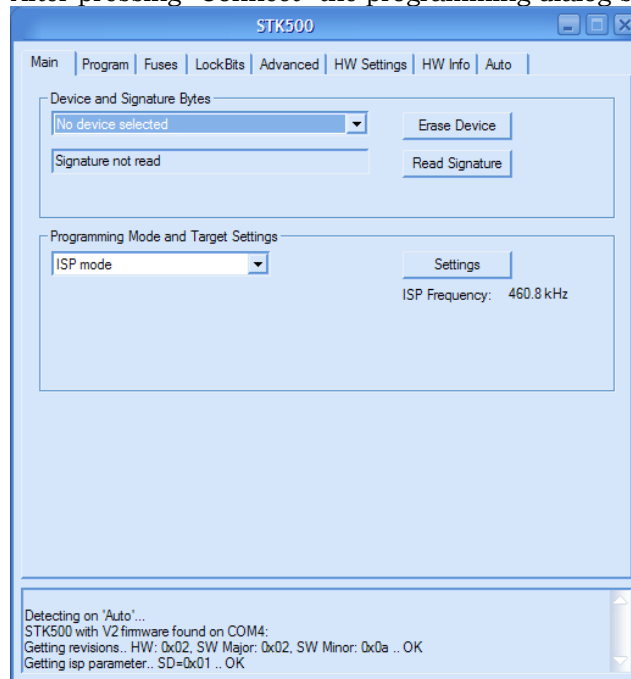 STK500
Main Program Fuses LockBits Advanced HW Settings HW Info Auto
Device and Signature Bytes
No device selected
Erase Device
Signature not read
Read Signature
Programming Mode and Target Settings
ISP mode
Settings
ISP Frequency: 460.8 kHz
Detecting on 'Auto'...
STK500 with V2 firmware found on COM4:
Getting revisions.. HW: 0x02, SW Major: 0x02, SW Minor: 0x0a .. OK
Getting isp parameter.. SD=0x01 .. OK